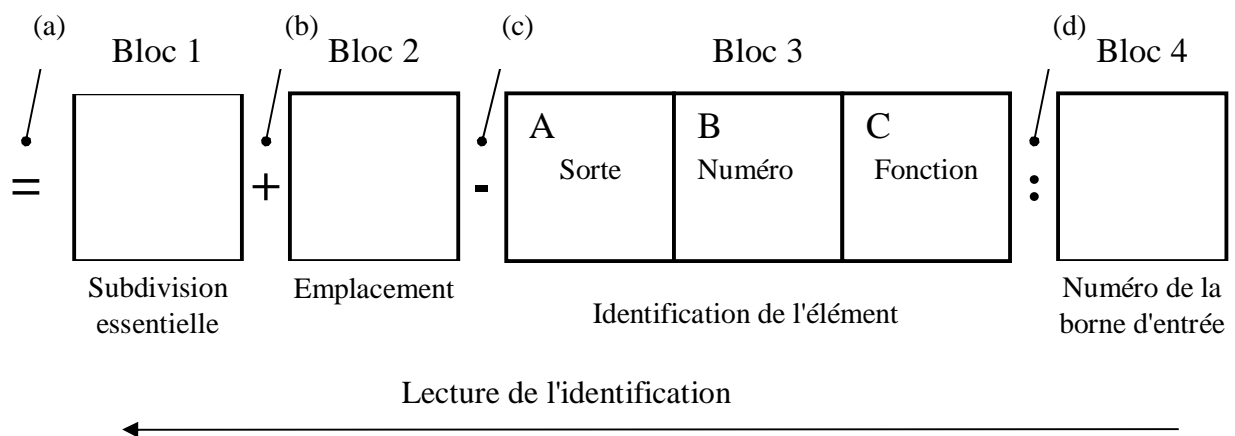 (a) (b) (c) (d)
Bloc 1 Bloc 2 Bloc 3 Bloc 4
A B C
= + - Sorte Numéro Fonction :
Subdivision essentielle
Emplacement
Identification de l'élément
Numéro de la borne d'entrée
Lecture de l'identification